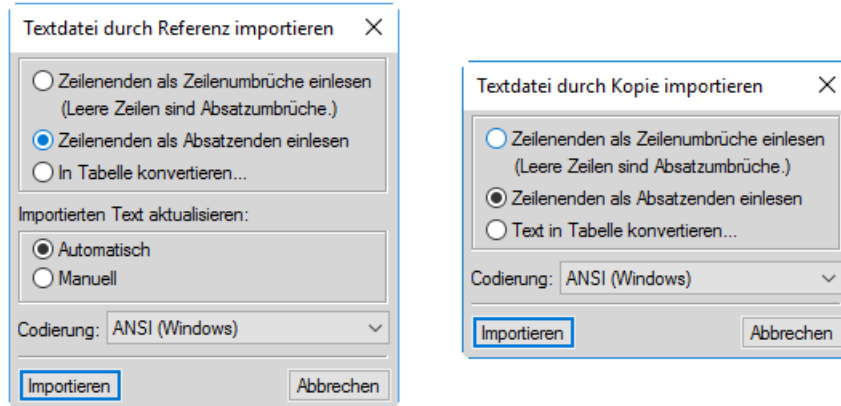 Textdatei durch Referenz importieren
Zeilenenden als Zeilenumbrüche einlesen
(Leere Zeilen sind Absatzumbrüche.)
Zeilenenden als Absatzenden einlesen
In Tabelle konvertieren...
Importierten Text aktualisieren:
Automatisch
Manuell
Codierung: ANSI (Windows)
Importieren Abbrechen
Textdatei durch Kopie importieren
Zeilenenden als Zeilenumbrüche einlesen
(Leere Zeilen sind Absatzumbrüche.)
Zeilenenden als Absatzenden einlesen
Text in Tabelle konvertieren...
Codierung: ANSI (Windows)
Importieren Abbrechen